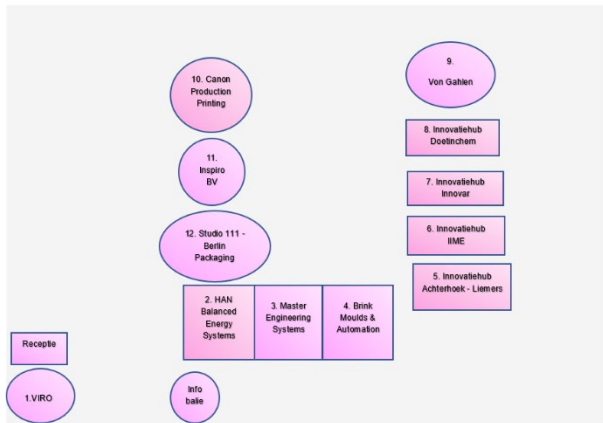 10. Canon
Production
Printing
9.
Von Gahlen
8. Innovatiehub
Doetinchem
11.
Inspiro
BV
7. Innovatiehub
Innovar
12. Studio 111 -
Berlin
Packaging
6. Innovatiehub
IIME
5. Innovatiehub
Achterhoek - Liemers
2. HAN
Balanced
Energy
Systems
3. Master
Engineering
Systems
4. Brink
Moulds &
Automation
Receptie
1.VIRO
Info
balie